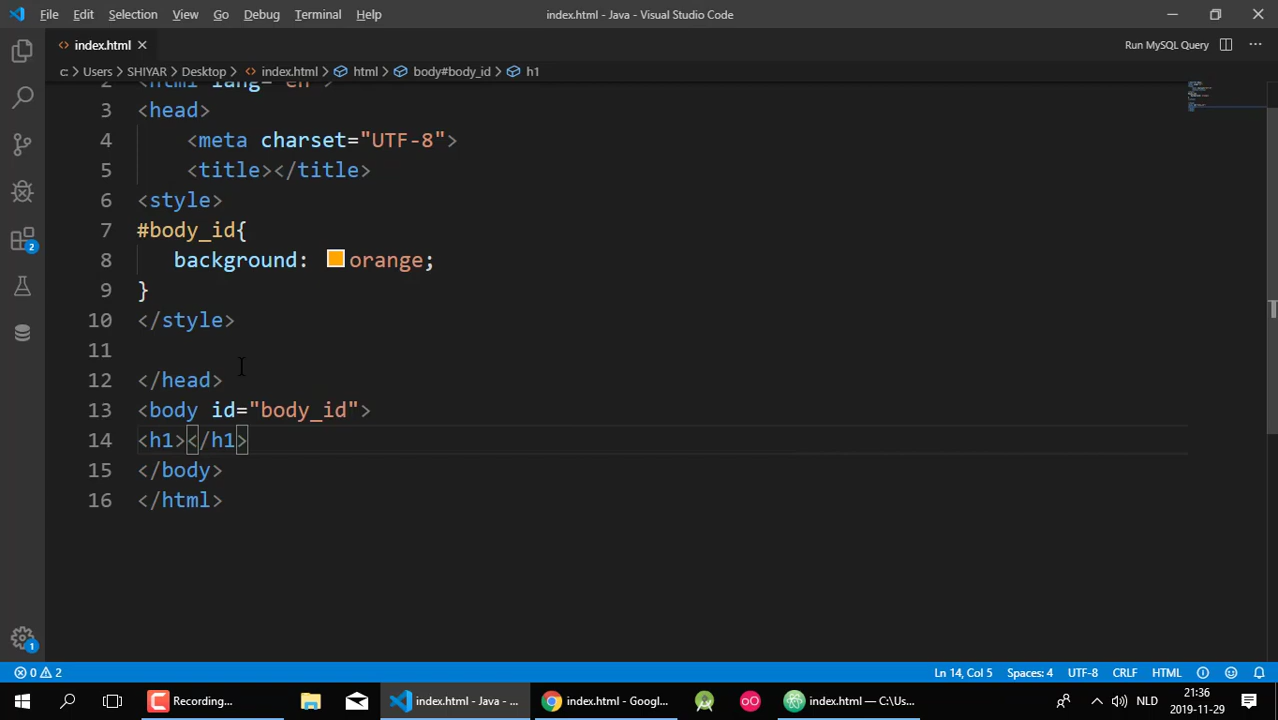 File Edit Selection View Go Debug Terminal Help index.html - Java - Visual Studio Code
index.html Run MySQL Query
c: > Users > SHIYAR > Desktop > index.html > html > body#body_id > h1
2 <html lang="en">
3 <head>
4 <meta charset="UTF-8">
5 <title></title>
6 <style>
7 #body_id{
8 background: orange;
9 }
10 </style>
11
12 </head>
13 <body id="body_id">
14 <h1></h1>
15 </body>
16 </html>
2
1
0 2 Ln 14, Col 5 Spaces: 4 UTF-8 CRLF HTML
Recording... index.html - Java - ... index.html - Googl... index.html — C:\Us... NLD 21:36
2019-11-29